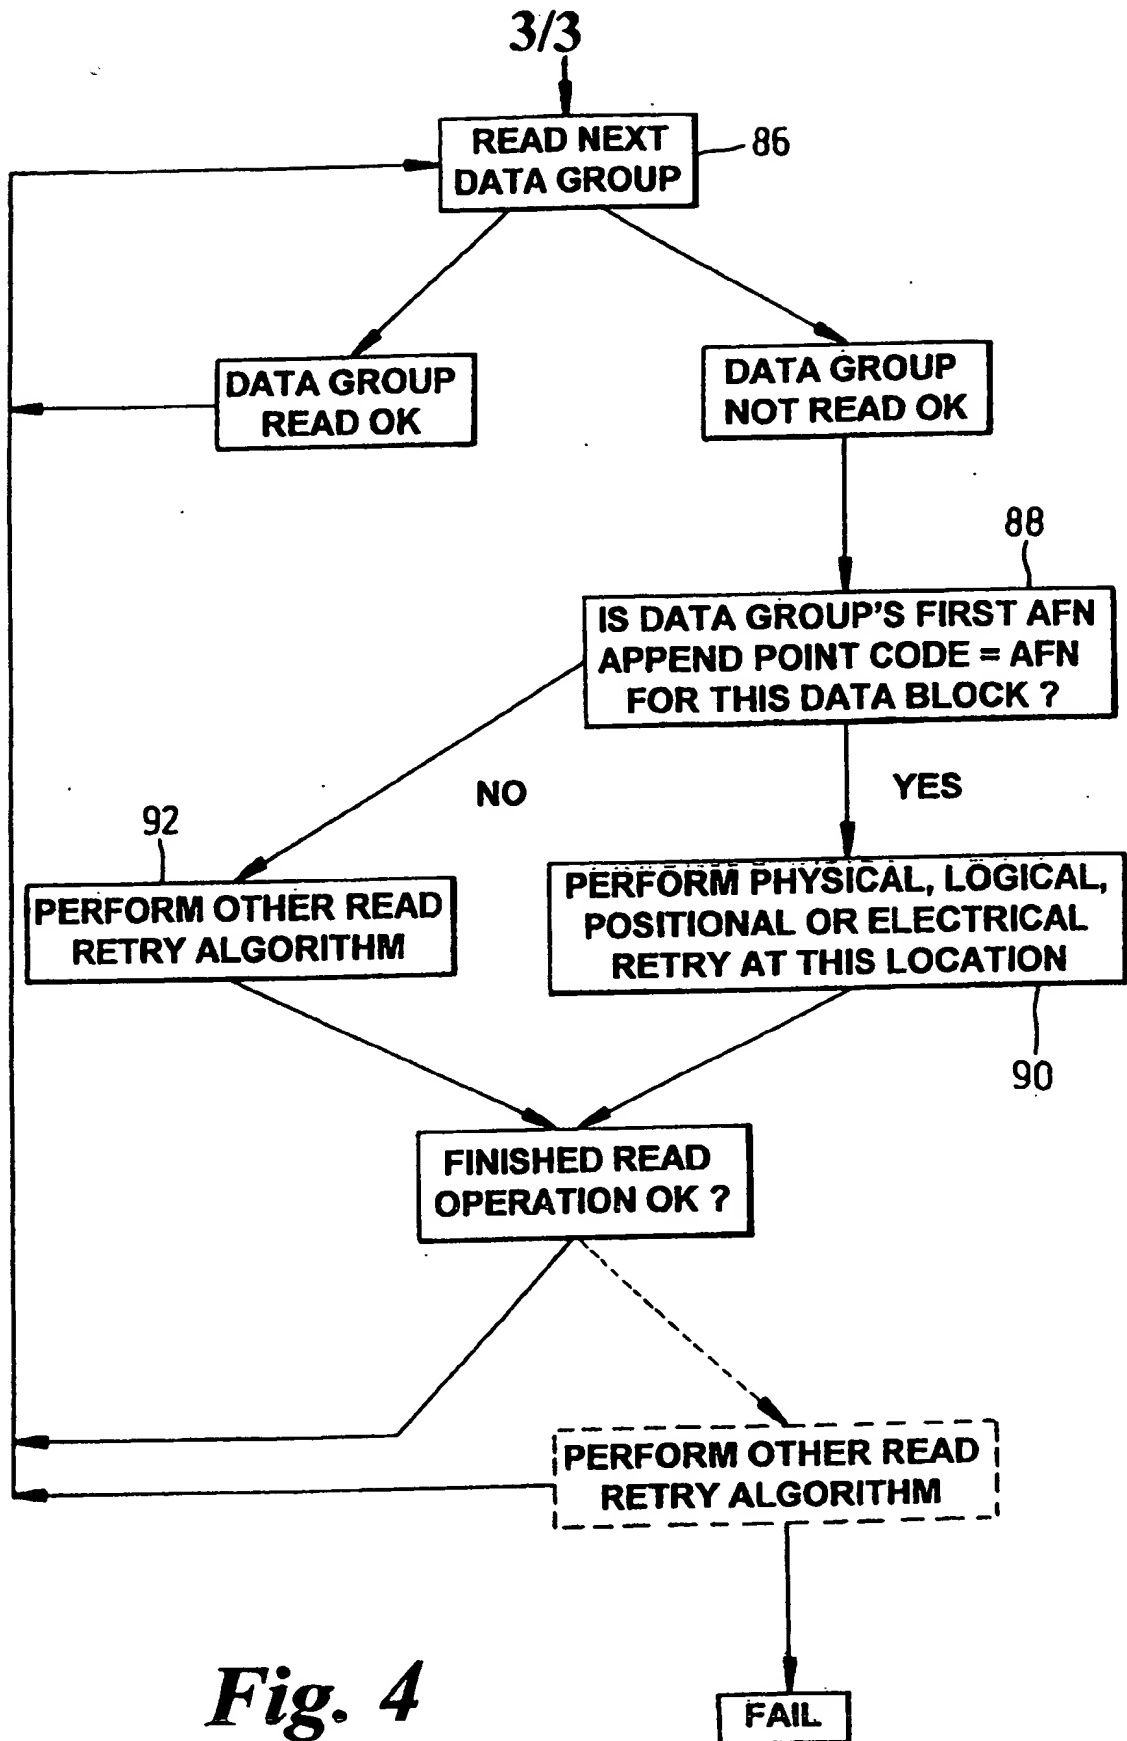 3/3
READ NEXT
DATA GROUP
86
DATA GROUP
READ OK
DATA GROUP
NOT READ OK
88
IS DATA GROUP'S FIRST AFN
APPEND POINT CODE = AFN
FOR THIS DATA BLOCK ?
NO
YES
92
PERFORM OTHER READ
RETRY ALGORITHM
PERFORM PHYSICAL, LOGICAL,
POSITIONAL OR ELECTRICAL
RETRY AT THIS LOCATION
90
FINISHED READ
OPERATION OK ?
PERFORM OTHER READ
RETRY ALGORITHM
FAIL
Fig. 4